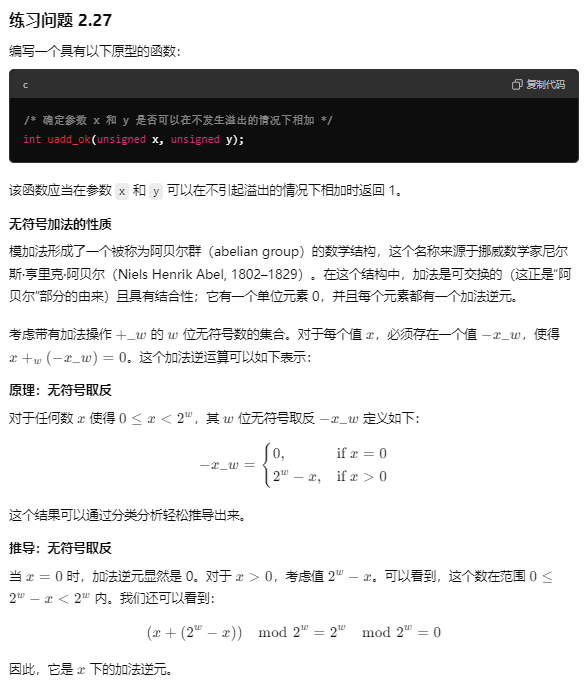 练习问题 2.27
编写一个具有以下原型的函数：
c 复制代码
/* 确定参数 x 和 y 是否可以在不发生溢出的情况下相加 */
int uadd_ok(unsigned x, unsigned y);
该函数应当在参数 x 和 y 可以在不引起溢出的情况下相加时返回 1。
无符号加法的性质
模加法形成了一个被称为阿贝尔群（abelian group）的数学结构，这个名称来源于挪威数学家尼尔
斯·亨里克·阿贝尔（Niels Henrik Abel, 1802–1829）。在这个结构中，加法是可交换的（这正是“阿
贝尔”部分的由来）且具有结合性；它有一个单位元素 0，并且每个元素都有一个加法逆元。
考虑带有加法操作 +_w 的 w 位无符号数的集合。对于每个值 x，必须存在一个值 −x_w，使得
x +_w (−x_w) = 0。这个加法逆运算可以如下表示：
原理：无符号取反
对于任何数 x 使得 0 ≤ x < 2^w，其 w 位无符号取反 −x_w 定义如下：
−x_w = { 0, if x = 0
2^w − x, if x > 0
这个结果可以通过分类分析轻松推导出来。
推导：无符号取反
当 x = 0 时，加法逆元显然是 0。对于 x > 0，考虑值 2^w − x。可以看到，这个数在范围 0 ≤
2^w − x < 2^w 内。我们还可以看到：
(x + (2^w − x)) mod 2^w = 2^w mod 2^w = 0
因此，它是 x 下的加法逆元。